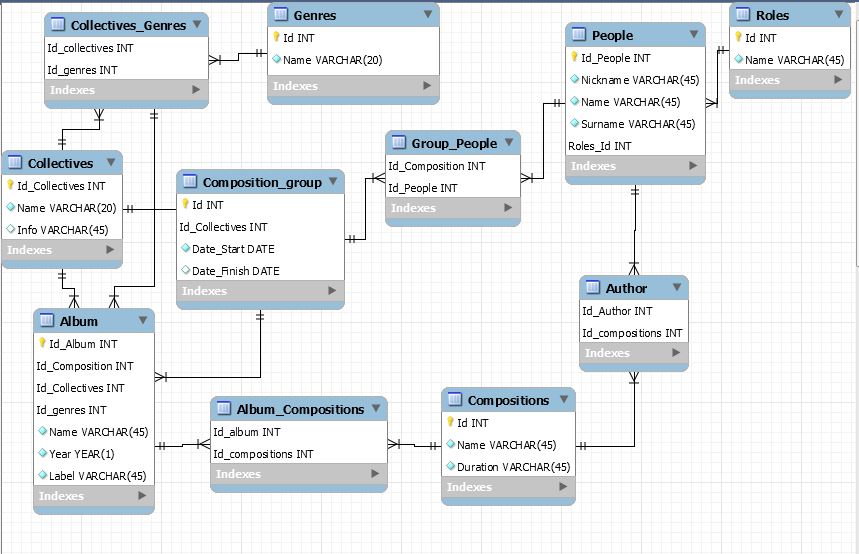 Collectives_Genres
Id_collectives INT
Id_genres INT
Indexes
Genres
Id INT
Name VARCHAR(20)
Indexes
People
Id_People INT
Nickname VARCHAR(45)
Name VARCHAR(45)
Surname VARCHAR(45)
Roles_Id INT
Indexes
Roles
Id INT
Name VARCHAR(45)
Indexes
Collectives
Id_Collectives INT
Name VARCHAR(20)
Info VARCHAR(45)
Indexes
Composition_group
Id INT
Id_Collectives INT
Date_Start DATE
Date_Finish DATE
Indexes
Group_People
Id_Composition INT
Id_People INT
Indexes
Author
Id_Author INT
Id_compositions INT
Indexes
Album
Id_Album INT
Id_Composition INT
Id_Collectives INT
Id_genres INT
Name VARCHAR(45)
Year YEAR(1)
Label VARCHAR(45)
Indexes
Album_Compositions
Id_album INT
Id_compositions INT
Indexes
Compositions
Id INT
Name VARCHAR(45)
Duration VARCHAR(45)
Indexes